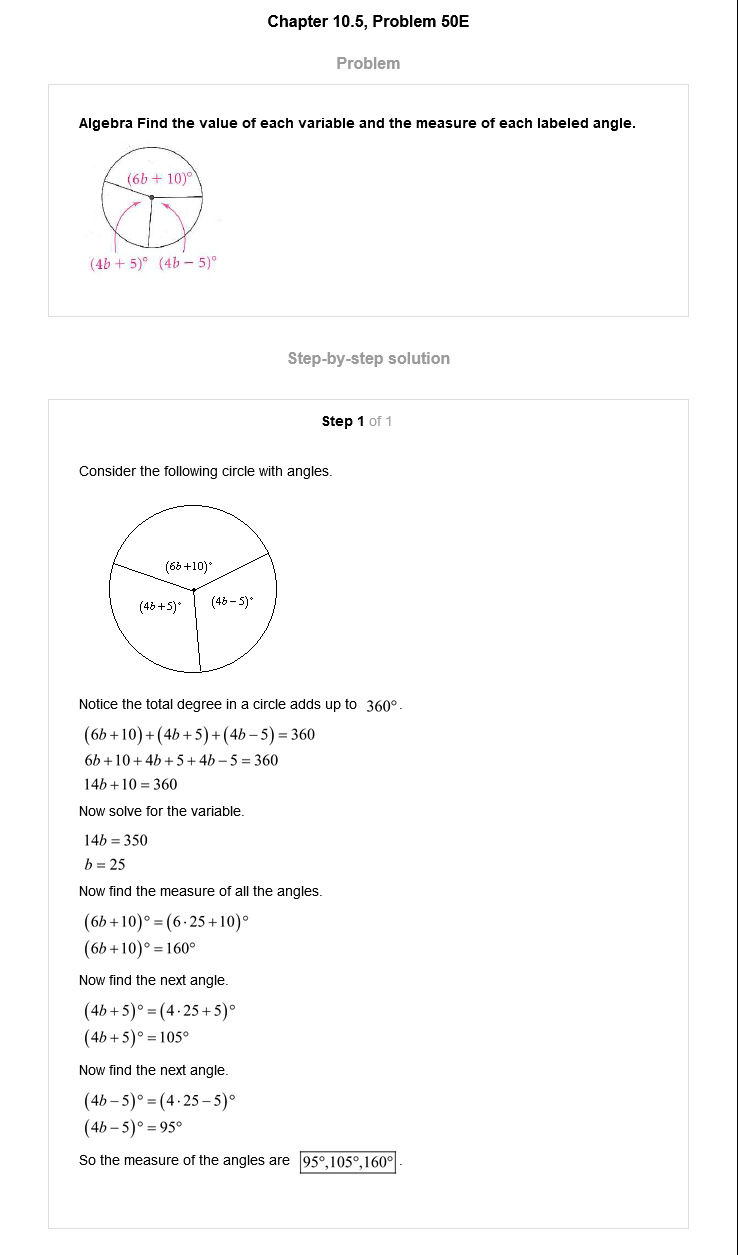 Chapter 10.5, Problem 50E
Problem
Algebra Find the value of each variable and the measure of each labeled angle.
(6b + 10)°
(4b + 5)° (4b − 5)°
Step-by-step solution
Step 1 of 1
Consider the following circle with angles.
(6b+10)°
(4b+5)° (4b−5)°
Notice the total degree in a circle adds up to 360°.
(6b+10)+(4b+5)+(4b−5)=360
6b+10+4b+5+4b−5=360
14b+10=360
Now solve for the variable.
14b=350
b=25
Now find the measure of all the angles.
(6b+10)°=(6·25+10)°
(6b+10)°=160°
Now find the next angle.
(4b+5)°=(4·25+5)°
(4b+5)°=105°
Now find the next angle.
(4b−5)°=(4·25−5)°
(4b−5)°=95°
So the measure of the angles are 95°,105°,160°.